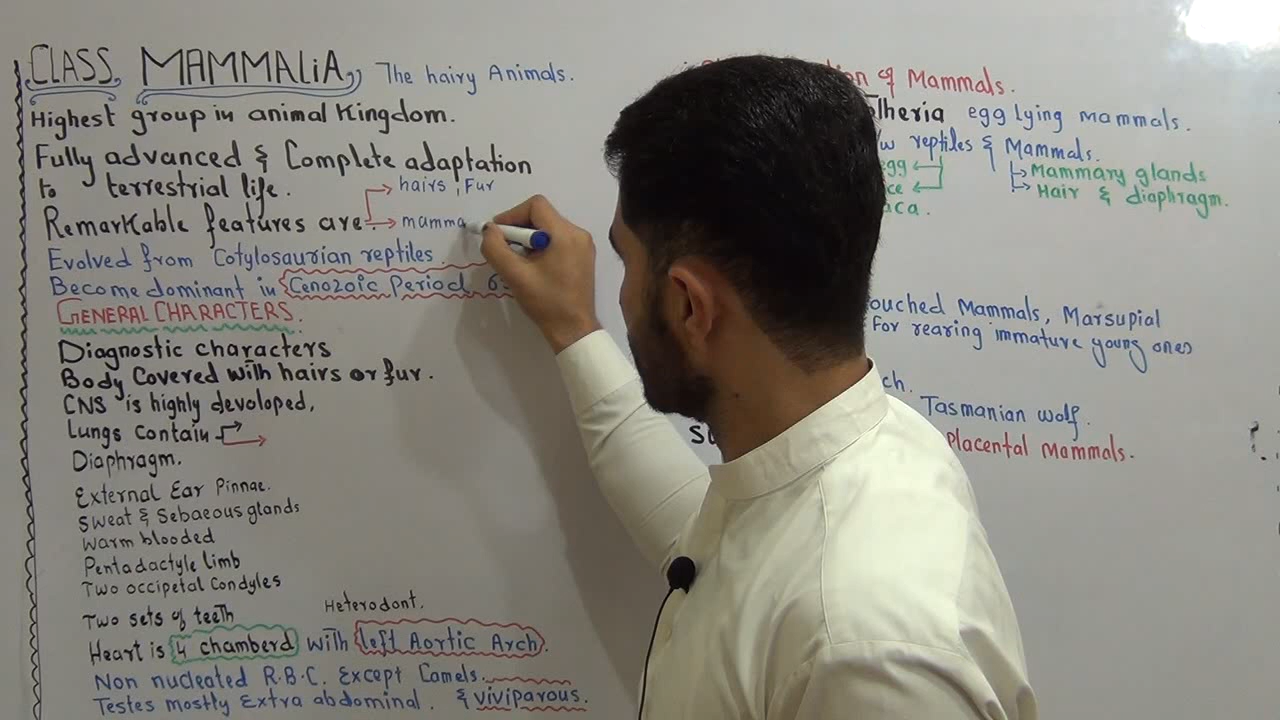 CLASS MAMMALIA The hairy Animals.
Highest group in animal Kingdom.
Fully advanced & Complete adaptation
to terrestrial life.
hairs, Fur
Remarkable features are: mamma
Evolved from Cotylosaurian reptiles.
Become dominant in Cenozoic Period
GENERAL CHARACTERS.
Diagnostic characters
Body Covered with hairs or fur.
CNS is highly devoloped,
Lungs Contain
Diaphragm.
External Ear Pinnae.
Sweat & Sebaeous glands
Warm blooded
Pentadactyle limb
Two occipetal Condyles
Two sets of teeth Heterodont.
Heart is 4 chamberd with left Aortic Arch.
Non nucleated R.B.C. Except Camels.
Testes mostly Extra abdominal. & viviparous.
of Mammals.
egg lying mammals.
reptiles & Mammals.
egg Mammary glands
Hair & diaphragm.
Mammals, Marsupial
For rearing immature young ones
Tasmanian wolf.
Placental Mammals.